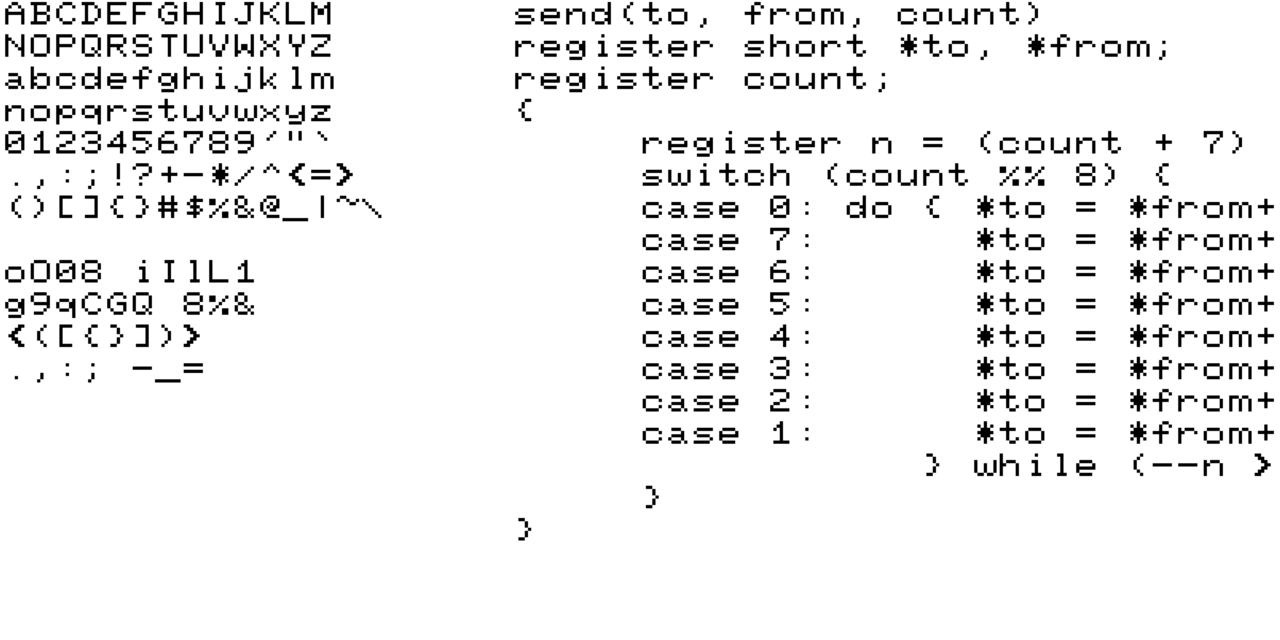 ABCDEFGHIJKLM
NOPQRSTUVWXYZ
abcdefghijklm
nopqrstuvwxyz
0123456789´"`
.,:;!?+-*/^<=>
()[]{}#$%&@_|~\
oO08 iIlL1
g9qCGQ 8%&
<([{}])>
.,:; -_=
send(to, from, count)
register short *to, *from;
register count;
{
register n = (count + 7)
switch (count %% 8) {
case 0: do { *to = *from+
case 7: *to = *from+
case 6: *to = *from+
case 5: *to = *from+
case 4: *to = *from+
case 3: *to = *from+
case 2: *to = *from+
case 1: *to = *from+
} while (--n >
}
}